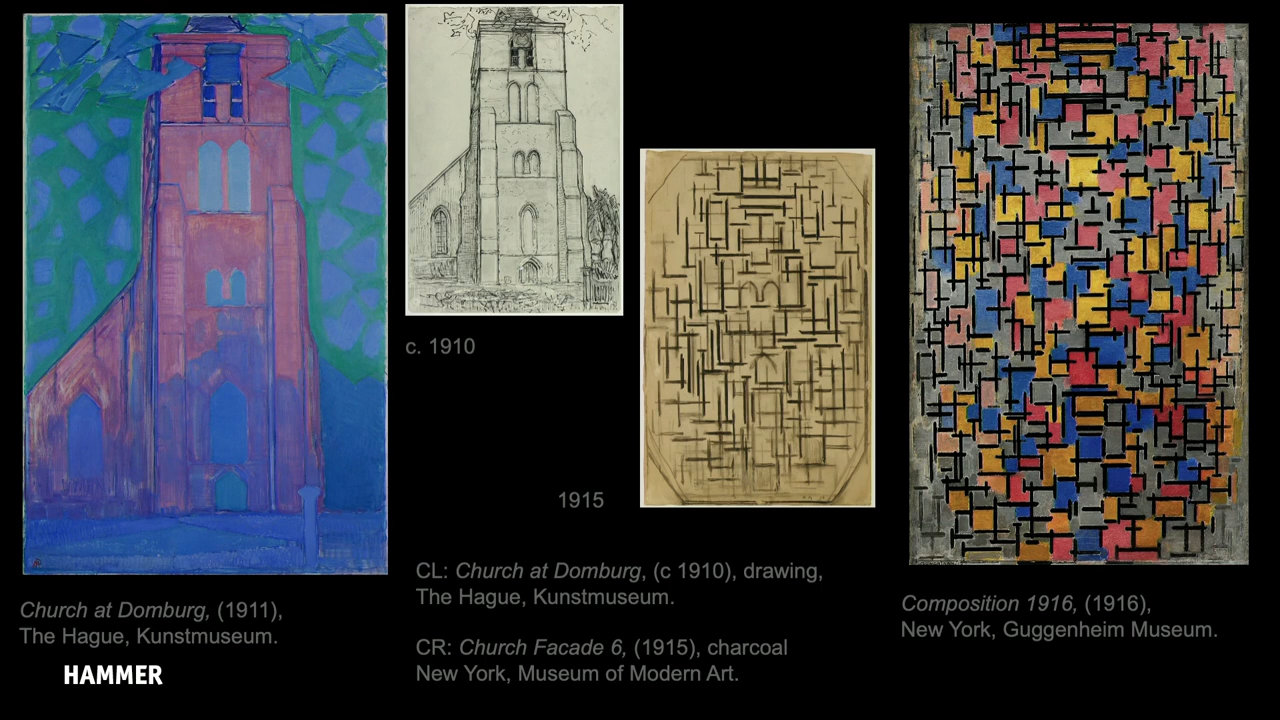 c. 1910
1915
Church at Domburg, (1911),
The Hague, Kunstmuseum.
CL: Church at Domburg, (c 1910), drawing,
The Hague, Kunstmuseum.
CR: Church Facade 6, (1915), charcoal
New York, Museum of Modern Art.
Composition 1916, (1916),
New York, Guggenheim Museum.
HAMMER